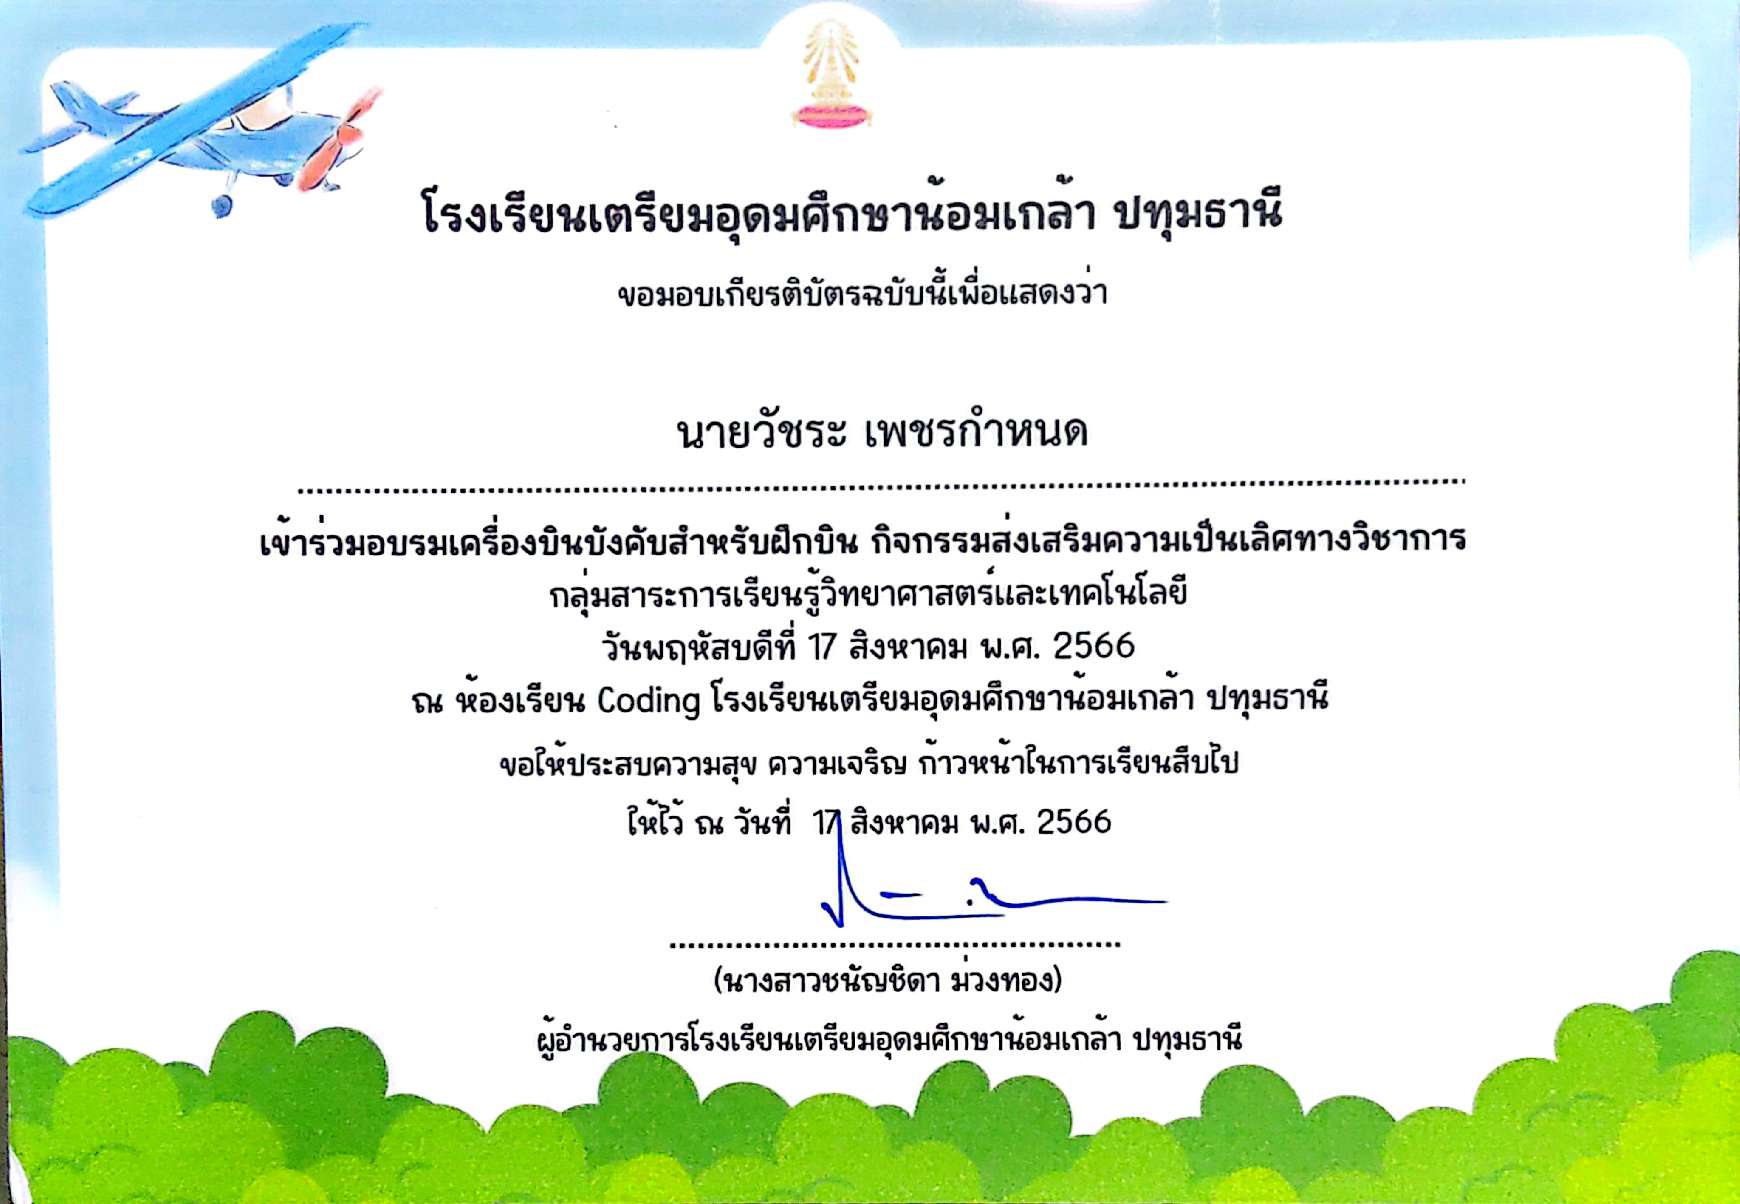 โรงเรียนเตรียมอุดมศึกษาน้อมเกล้า ปทุมธานี
ขอมอบเกียรติบัตรฉบับนี้เพื่อแสดงว่า
นายวัชระ เพชรกำหนด
เข้าร่วมอบรมเครื่องบินบังคับสำหรับฝึกบิน กิจกรรมส่งเสริมความเป็นเลิศทางวิชาการ
กลุ่มสาระการเรียนรู้วิทยาศาสตร์และเทคโนโลยี
วันพฤหัสบดีที่ 17 สิงหาคม พ.ศ. 2566
ณ ห้องเรียน Coding โรงเรียนเตรียมอุดมศึกษาน้อมเกล้า ปทุมธานี
ขอให้ประสบความสุข ความเจริญ ก้าวหน้าในการเรียนสืบไป
ให้ไว้ ณ วันที่ 17 สิงหาคม พ.ศ. 2566
(นางสาวชนัญชิดา ม่วงทอง)
ผู้อำนวยการโรงเรียนเตรียมอุดมศึกษาน้อมเกล้า ปทุมธานี